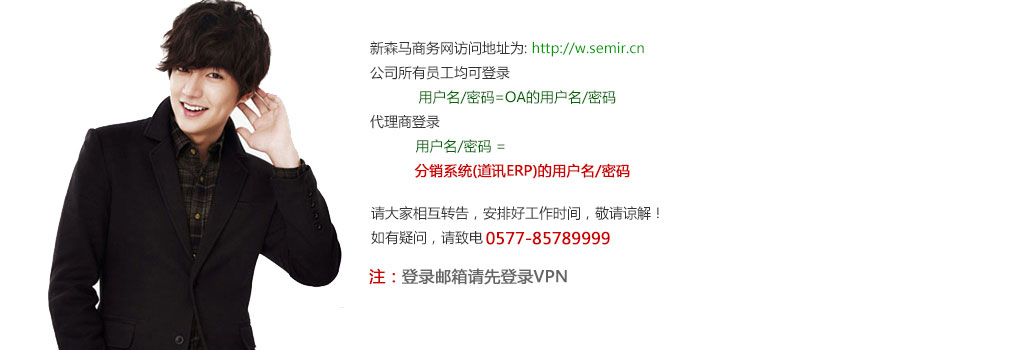 新森马商务网访问地址为: http://w.semir.cn
公司所有员工均可登录
用户名/密码=OA的用户名/密码
代理商登录
用户名/密码 =
分销系统(道讯ERP)的用户名/密码
请大家相互转告，安排好工作时间，敬请谅解！
如有疑问，请致电 0577-85789999
注：登录邮箱请先登录VPN